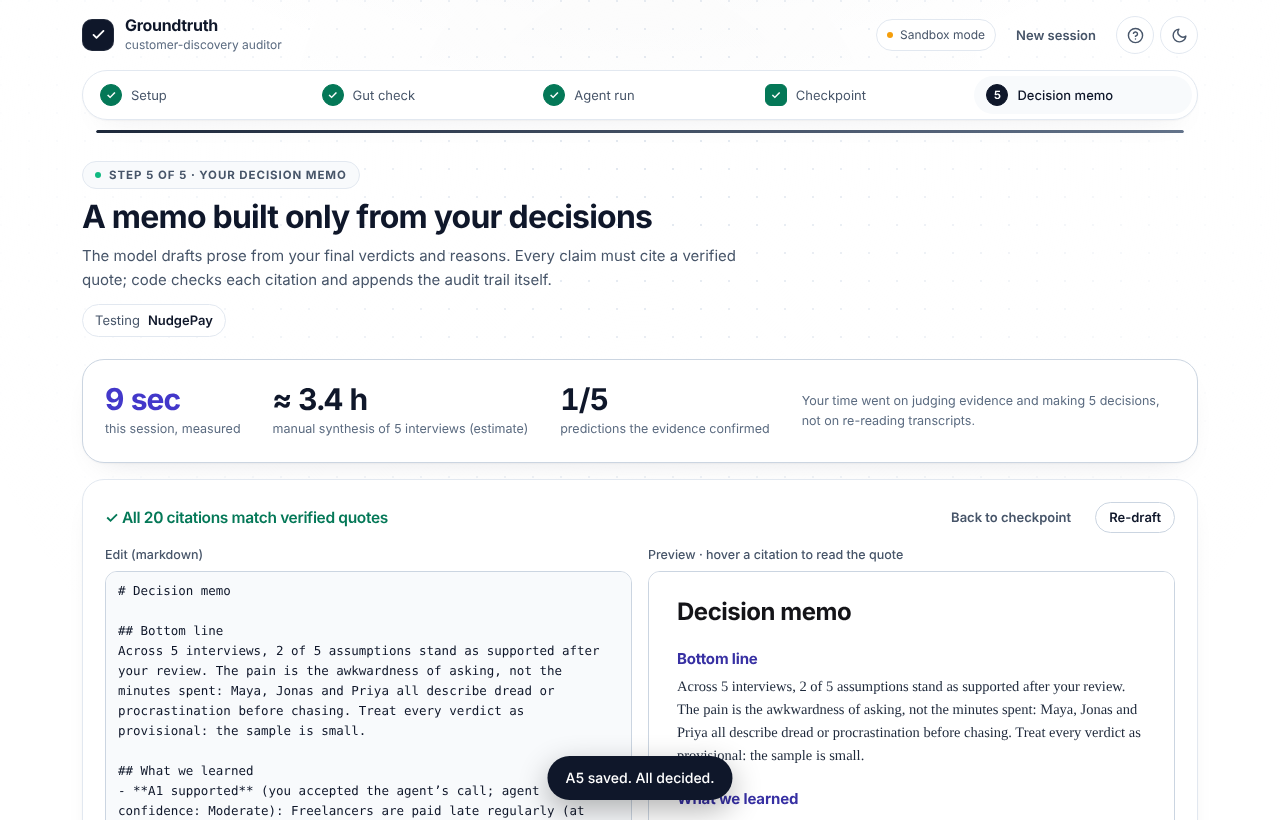 Groundtruth
customer-discovery auditor
Sandbox mode
New session
Setup
Gut check
Agent run
Checkpoint
5 Decision memo
STEP 5 OF 5 · YOUR DECISION MEMO
A memo built only from your decisions
The model drafts prose from your final verdicts and reasons. Every claim must cite a verified
quote; code checks each citation and appends the audit trail itself.
Testing NudgePay
9 sec
this session, measured
≈ 3.4 h
manual synthesis of 5 interviews (estimate)
1/5
predictions the evidence confirmed
Your time went on judging evidence and making 5 decisions,
not on re-reading transcripts.
✓ All 20 citations match verified quotes
Back to checkpoint
Re-draft
Edit (markdown)
# Decision memo
## Bottom line
Across 5 interviews, 2 of 5 assumptions stand as supported after
your review. The pain is the awkwardness of asking, not the
minutes spent: Maya, Jonas and Priya all describe dread or
procrastination before chasing. Treat every verdict as
provisional: the sample is small.
## What we learned
- **A1 supported** (you accepted the agent’s call; agent
confidence: Moderate): Freelancers are paid late regularly (at
Preview · hover a citation to read the quote
Decision memo
Bottom line
Across 5 interviews, 2 of 5 assumptions stand as supported after your review.
The pain is the awkwardness of asking, not the minutes spent: Maya, Jonas and
Priya all describe dread or procrastination before chasing. Treat every verdict as
provisional: the sample is small.
What we learned
A5 saved. All decided.